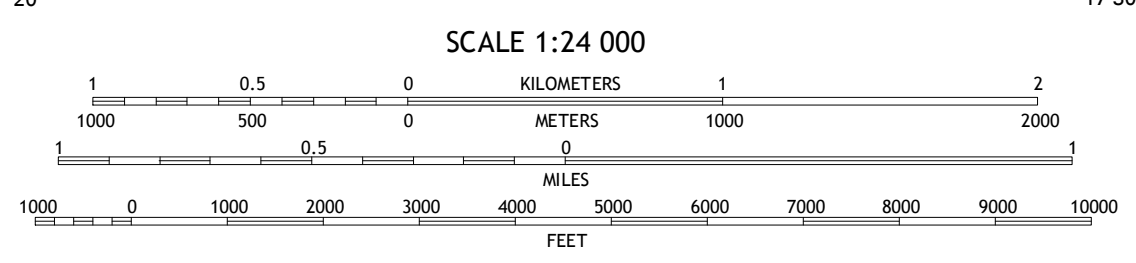 SCALE 1:24 000
1 0.5 0 KILOMETERS 1 2
1000 500 0 METERS 1000 2000
1 0.5 0 1
MILES
1000 0 1000 2000 3000 4000 5000 6000 7000 8000 9000 10000
FEET